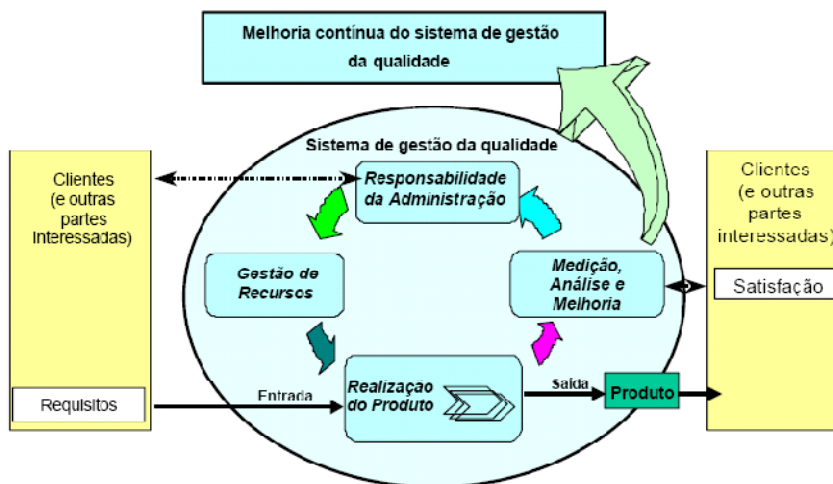 Melhoria contínua do sistema de gestão
da qualidade
Sistema de gestão da qualidade
Clientes
(e outras
partes
interessadas)
Responsabilidade
da Administração
Clientes
(e outras
partes
interessadas)
Gestão de
Recursos
Medição,
Análise e
Melhoria
Satisfação
Requisitos
Entrada
Realização
do Produto
Saída
Produto